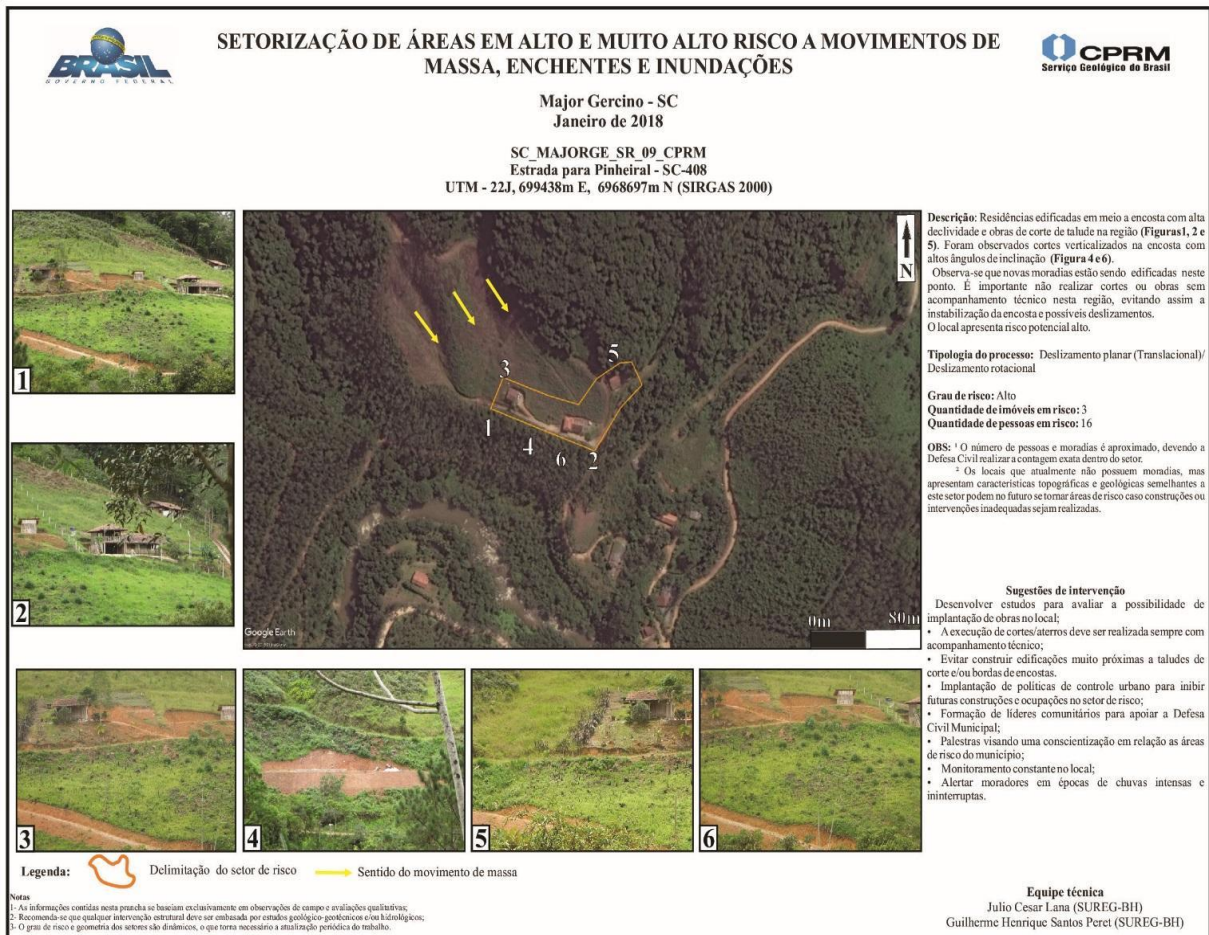 BRASIL
GOVERNO FEDERAL
SETORIZAÇÃO DE ÁREAS EM ALTO E MUITO ALTO RISCO A MOVIMENTOS DE
MASSA, ENCHENTES E INUNDAÇÕES
CPRM
Serviço Geológico do Brasil
Major Gercino - SC
Janeiro de 2018
SC_MAJORGE_SR_09_CPRM
Estrada para Pinheiral - SC-408
UTM - 22J, 699438m E, 6968697m N (SIRGAS 2000)
1
2
N
5
3
1
4
6
2
Google Earth
0m 80m
Descrição: Residências edificadas em meio a encosta com alta
declividade e obras de corte de talude na região (Figuras1, 2 e
5). Foram observados cortes verticalizados na encosta com
altos ângulos de inclinação (Figura 4 e 6).
Observa-se que novas moradias estão sendo edificadas neste
ponto. É importante não realizar cortes ou obras sem
acompanhamento técnico nesta região, evitando assim a
instabilização da encosta e possíveis deslizamentos.
O local apresenta risco potencial alto.
Tipologia do processo: Deslizamento planar (Translacional)/
Deslizamento rotacional
Grau de risco: Alto
Quantidade de imóveis em risco: 3
Quantidade de pessoas em risco: 16
OBS: ¹ O número de pessoas e moradias é aproximado, devendo a
Defesa Civil realizar a contagem exata dentro do setor.
² Os locais que atualmente não possuem moradias, mas
apresentam características topográficas e geológicas semelhantes a
este setor podem no futuro se tornar áreas de risco caso construções ou
intervenções inadequadas sejam realizadas.
Sugestões de intervenção
Desenvolver estudos para avaliar a possibilidade de
implantação de obras no local;
• A execução de cortes/aterros deve ser realizada sempre com
acompanhamento técnico;
• Evitar construir edificações muito próximas a taludes de
corte e/ou bordas de encostas.
• Implantação de políticas de controle urbano para inibir
futuras construções e ocupações no setor de risco;
• Formação de líderes comunitários para apoiar a Defesa
Civil Municipal;
• Palestras visando uma conscientização em relação as áreas
de risco do município;
• Monitoramento constante no local;
• Alertar moradores em épocas de chuvas intensas e
ininterruptas.
3
4
5
6
Legenda: Delimitação do setor de risco Sentido do movimento de massa
Notas
1- As informações contidas nesta prancha se baseiam exclusivamente em observações de campo e avaliações qualitativas;
2- Recomenda-se que qualquer intervenção estrutural deve ser embasada por estudos geológico-geotécnicos e/ou hidrológicos;
3- O grau de risco e geometria dos setores são dinâmicos, o que torna necessário a atualização periódica do trabalho.
Equipe técnica
Julio Cesar Lana (SUREG-BH)
Guilherme Henrique Santos Peret (SUREG-BH)